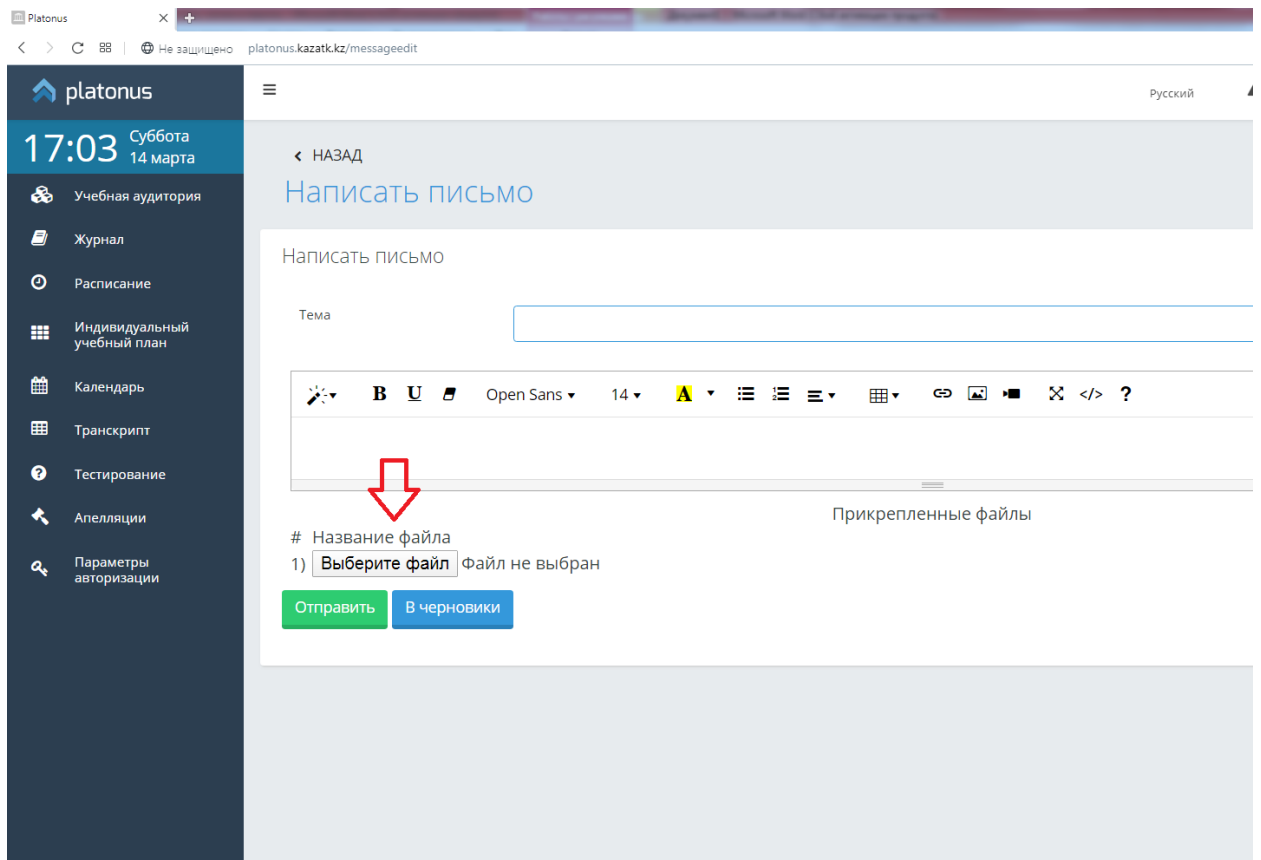 Platonus
Не защищено platonus.kazatk.kz/messageedit
platonus
Русский
17:03 Суббота
14 марта
НАЗАД
Написать письмо
Учебная аудитория
Журнал
Расписание
Индивидуальный
учебный план
Календарь
Транскрипт
Тестирование
Апелляции
Параметры
авторизации
Написать письмо
Тема
B U Open Sans 14 A </> ?
Прикрепленные файлы
# Название файла
1) Выберите файл Файл не выбран
Отправить В черновики